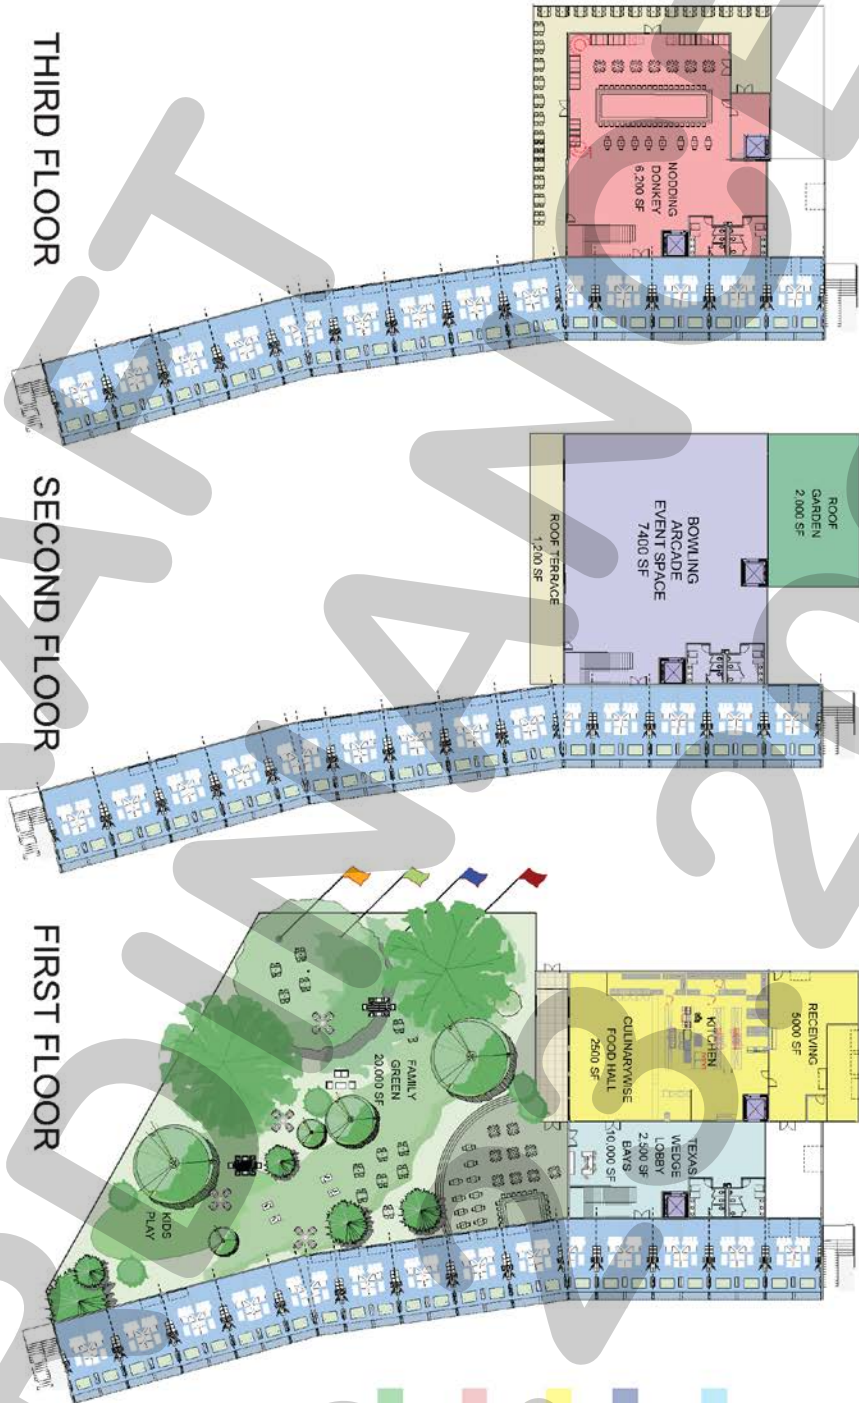 THIRD FLOOR
NODDING
DONKEY
6,200 SF
SECOND FLOOR
ROOF
GARDEN
2,000 SF
BOWLING
ARCADE
EVENT SPACE
7400 SF
ROOF TERRACE
1,200 SF
FIRST FLOOR
RECEIVING
5000 SF
KITCHEN
CULINARYWISE
FOOD HALL
2500 SF
TEXAS
WEDGE
LOBBY
2,500 SF
BAYS
10,000 SF
FAMILY
GREEN
20,000 SF
KIDS
PLAY